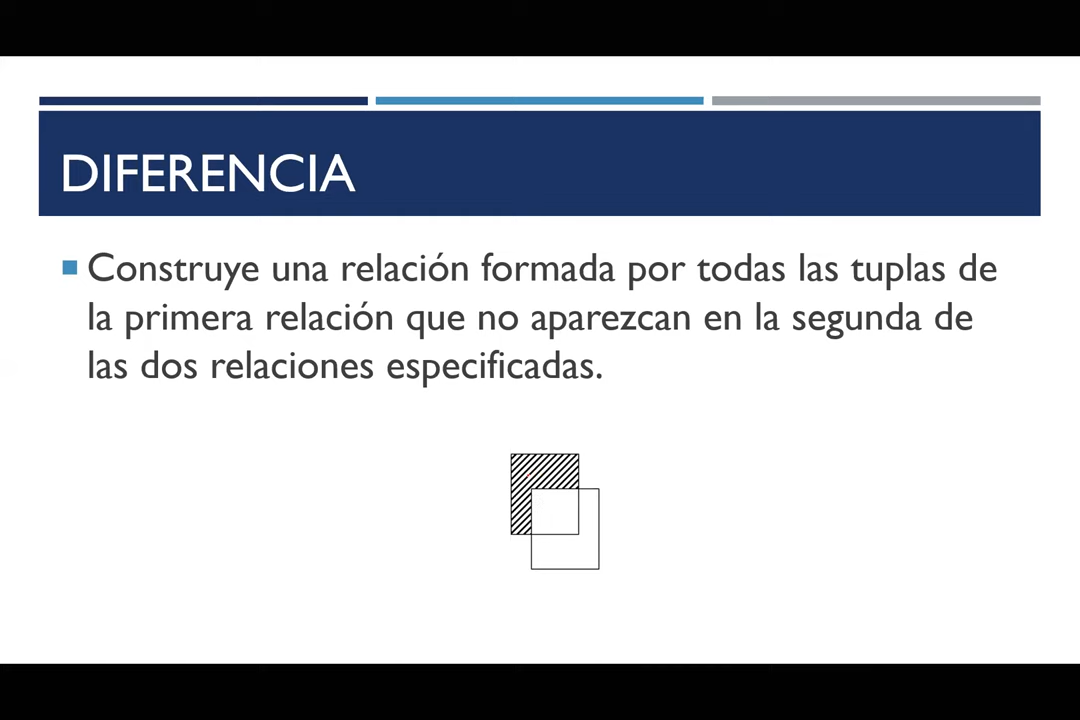 DIFERENCIA
Construye una relación formada por todas las tuplas de
la primera relación que no aparezcan en la segunda de
las dos relaciones especificadas.